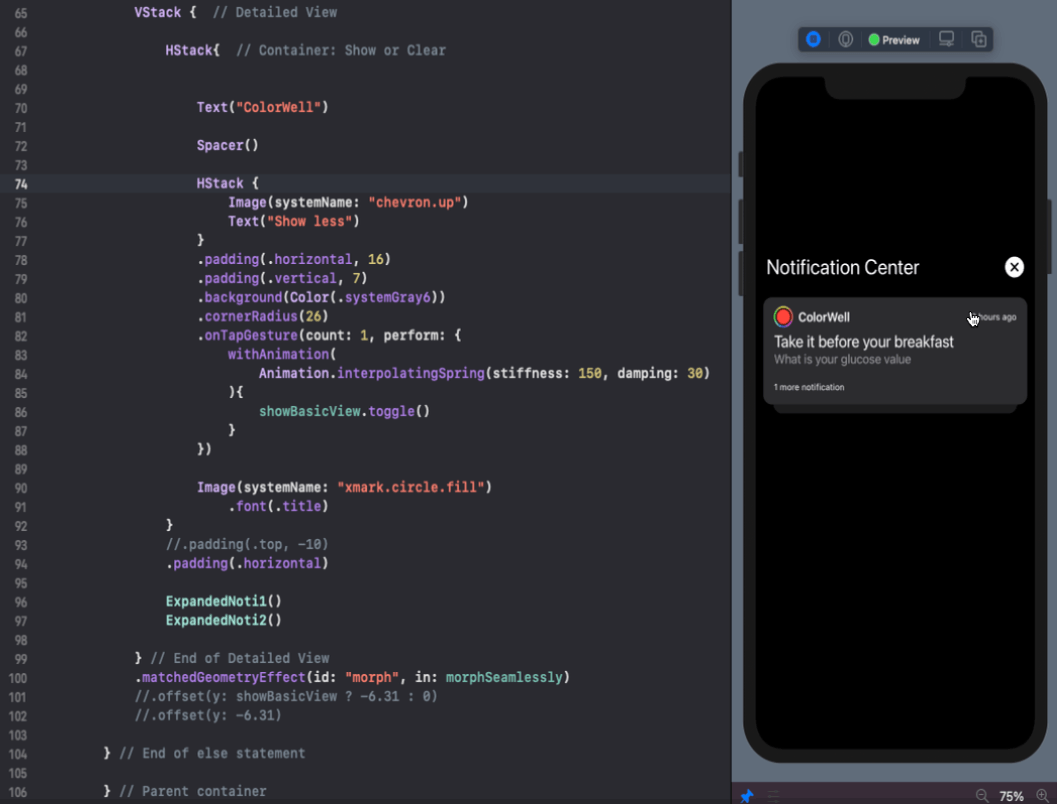 65 VStack {  // Detailed View
66
67 HStack{  // Container: Show or Clear
68
69
70 Text("ColorWell")
71
72 Spacer()
73
74 HStack {
75 Image(systemName: "chevron.up")
76 Text("Show less")
77 }
78 .padding(.horizontal, 16)
79 .padding(.vertical, 7)
80 .background(Color(.systemGray6))
81 .cornerRadius(26)
82 .onTapGesture(count: 1, perform: {
83 withAnimation(
84 Animation.interpolatingSpring(stiffness: 150, damping: 30)
85 ){
86 showBasicView.toggle()
87 }
88 })
89
90 Image(systemName: "xmark.circle.fill")
91 .font(.title)
92 }
93 //.padding(.top, -10)
94 .padding(.horizontal)
95
96 ExpandedNoti1()
97 ExpandedNoti2()
98
99 } // End of Detailed View
100 .matchedGeometryEffect(id: "morph", in: morphSeamlessly)
101 //.offset(y: showBasicView ? -6.31 : 0)
102 //.offset(y: -6.31)
103
104 } // End of else statement
105
106 } // Parent container
Preview
Notification Center
ColorWell hours ago
Take it before your breakfast
What is your glucose value
1 more notification
75%